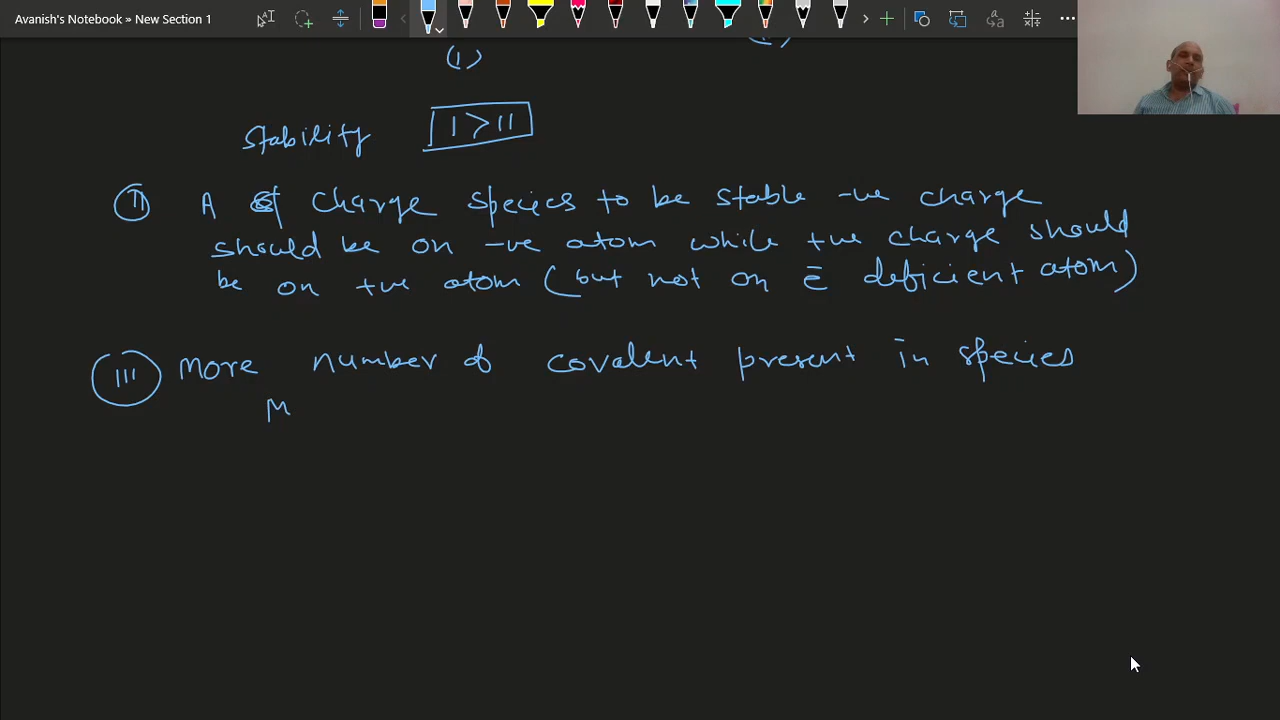 Avanish's Notebook » New Section 1
(1)
Stability I > II
II A charge species to be stable -ve charge
should be on -ve atom while +ve charge should
be on +ve atom (but not on ē deficient atom)
III More number of covalent present in species
M